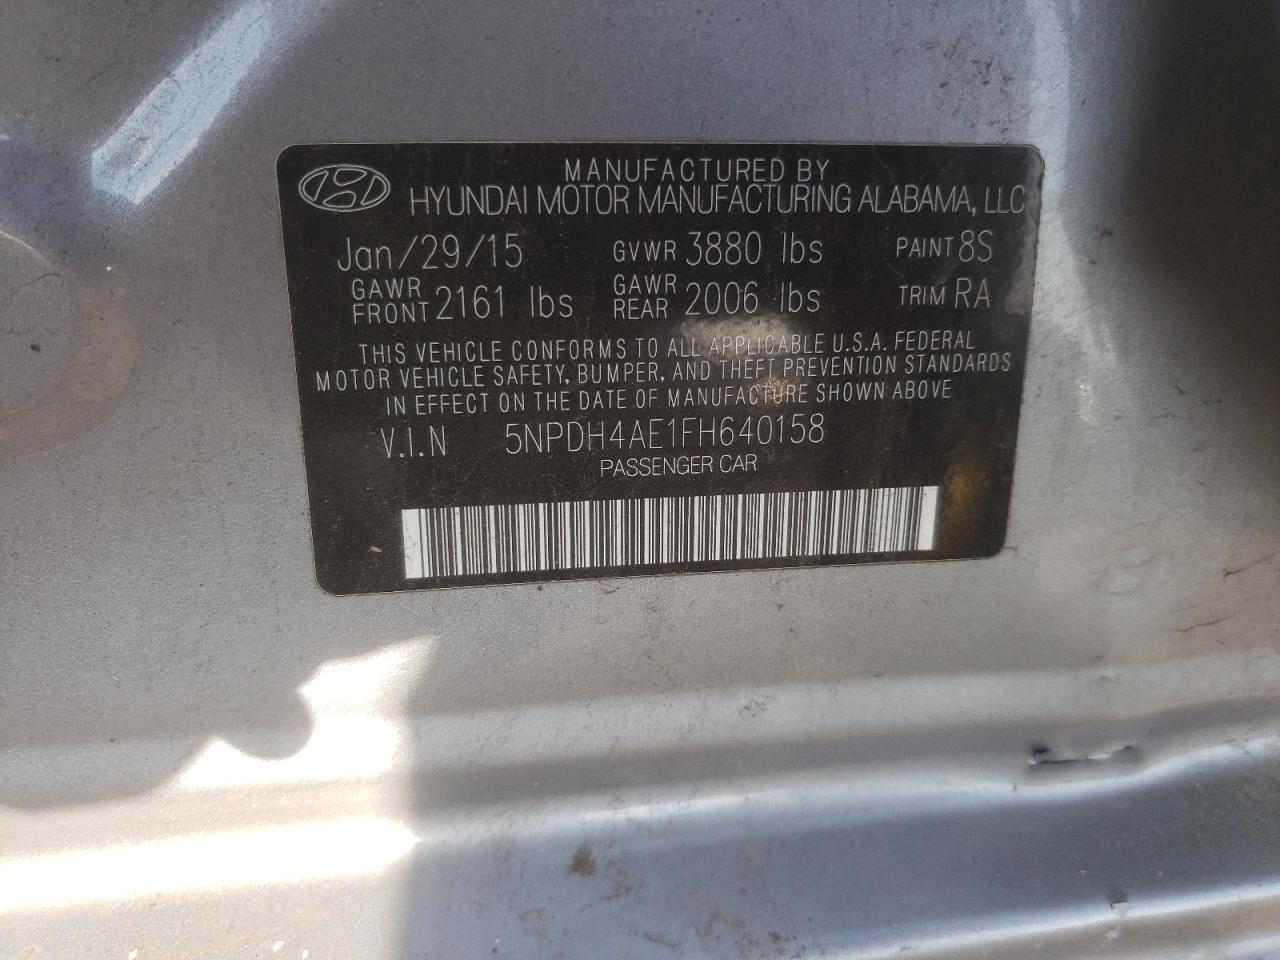 MANUFACTURED BY
HYUNDAI MOTOR MANUFACTURING ALABAMA, LLC
Jan/29/15 GVWR 3880 lbs PAINT 8S
GAWR FRONT 2161 lbs GAWR REAR 2006 lbs TRIM RA
THIS VEHICLE CONFORMS TO ALL APPLICABLE U.S.A. FEDERAL
MOTOR VEHICLE SAFETY, BUMPER, AND THEFT PREVENTION STANDARDS
IN EFFECT ON THE DATE OF MANUFACTURE SHOWN ABOVE
V.I.N 5NPDH4AE1FH640158
PASSENGER CAR